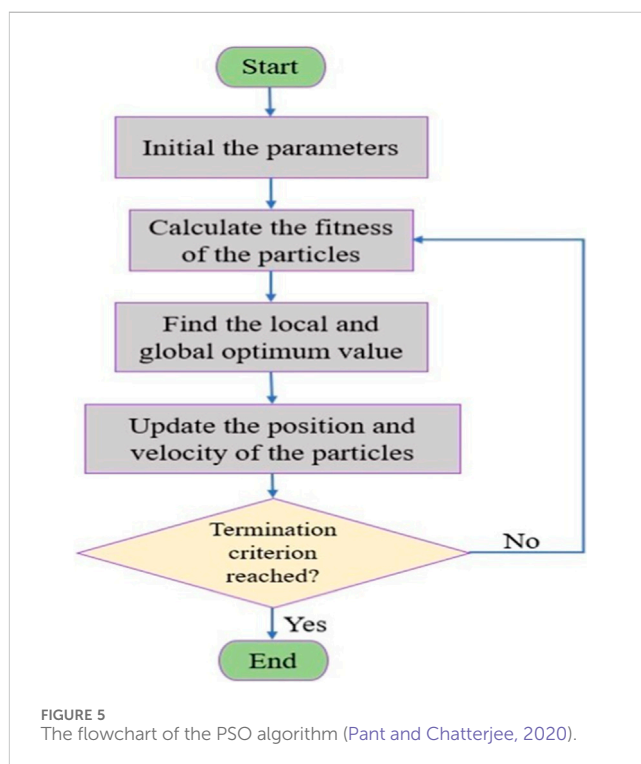 Start
Initial the parameters
Calculate the fitness
of the particles
Find the local and
global optimum value
Update the position and
velocity of the particles
Termination
criterion
reached?
No
Yes
End
FIGURE 5
The flowchart of the PSO algorithm (Pant and Chatterjee, 2020).